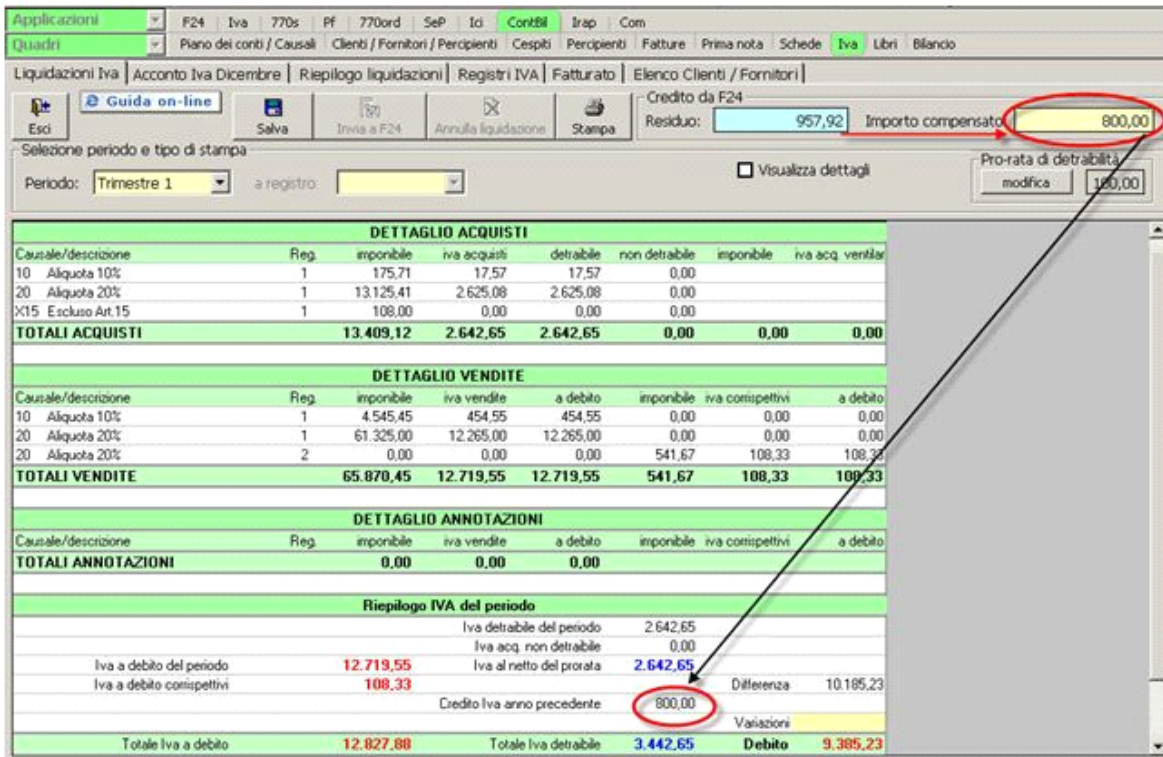 Applicazioni F24 Iva 770s Pf 770ord SeP Ici ContBil Irap Com
Quadri Piano dei conti / Causali Clienti / Fornitori / Percipienti Cespiti Percipienti Fatture Prima nota Schede Iva Libri Bilancio
Liquidazioni Iva Acconto Iva Dicembre Riepilogo liquidazioni Registri IVA Fatturato Elenco Clienti / Fornitori
Esci Guida on-line Salva Invia a F24 Annulla liquidazione Stampa Credito da F24 Residuo: 957,92 Importo compensato 800,00
Selezione periodo e tipo di stampa
Periodo: Trimestre 1 a registro Visualizza dettagli Pro-rata di detraibilità modifica 100,00
DETTAGLIO ACQUISTI
Causale/descrizione Reg. imponibile iva acquisti detraibile non detraibile imponibile iva acq. ventilar
10 Aliquota 10% 1 175,71 17,57 17,57 0,00
20 Aliquota 20% 1 13.125,41 2.625,08 2.625,08 0,00
X15 Escluso Art.15 1 108,00 0,00 0,00 0,00
TOTALI ACQUISTI 13.409,12 2.642,65 2.642,65 0,00 0,00 0,00
DETTAGLIO VENDITE
Causale/descrizione Reg. imponibile iva vendite a debito imponibile iva corrispettivi a debito
10 Aliquota 10% 1 4.545,45 454,55 454,55 0,00 0,00 0,00
20 Aliquota 20% 1 61.325,00 12.265,00 12.265,00 0,00 0,00 0,00
20 Aliquota 20% 2 0,00 0,00 0,00 541,67 108,33 108,33
TOTALI VENDITE 65.870,45 12.719,55 12.719,55 541,67 108,33 108,33
DETTAGLIO ANNOTAZIONI
Causale/descrizione Reg. imponibile iva vendite a debito imponibile iva corrispettivi a debito
TOTALI ANNOTAZIONI 0,00 0,00 0,00
Riepilogo IVA del periodo
Iva detraibile del periodo 2.642,65
Iva acq. non detraibile 0,00
Iva a debito del periodo 12.719,55 Iva al netto del prorata 2.642,65
Iva a debito corrispettivi 108,33 Differenza 10.185,23
Credito Iva anno precedente 800,00
Variazioni
Totale Iva a debito 12.827,88 Totale Iva detraibile 3.442,65 Debito 9.385,23